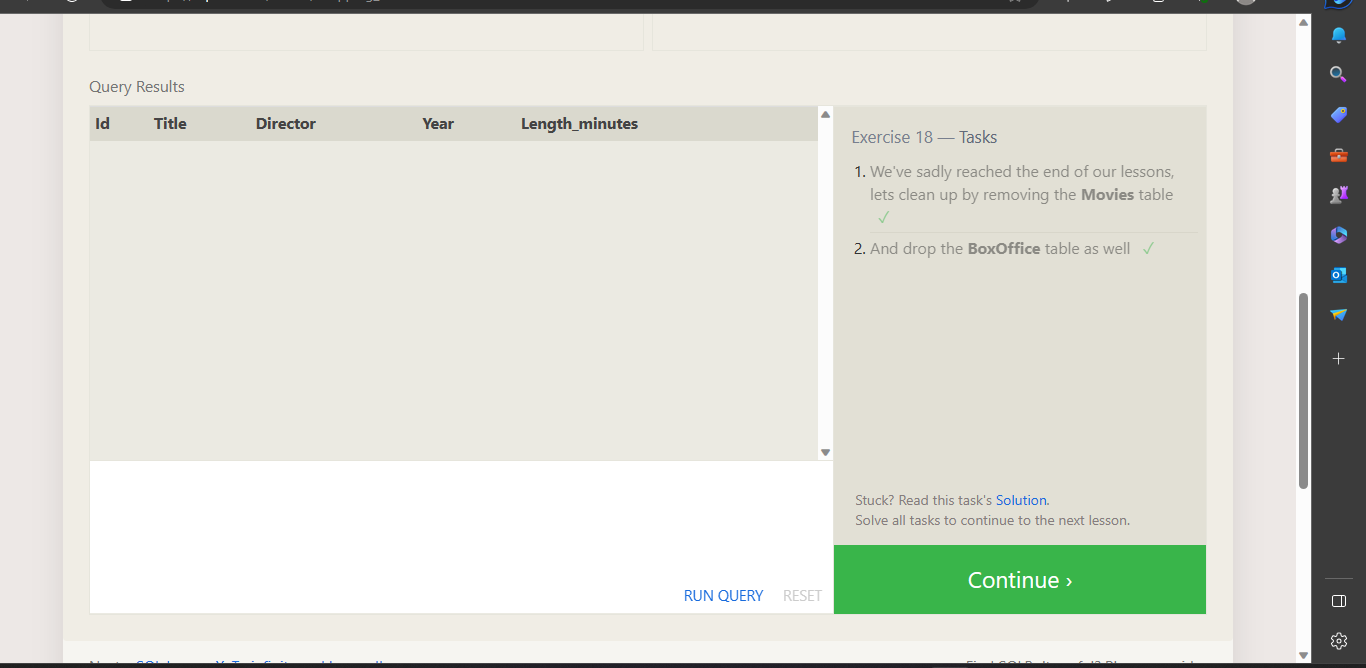 Query Results
Id Title Director Year Length_minutes
Exercise 18 — Tasks
1. We've sadly reached the end of our lessons,
lets clean up by removing the Movies table
✓
2. And drop the BoxOffice table as well ✓
Stuck? Read this task's Solution.
Solve all tasks to continue to the next lesson.
RUN QUERY RESET
Continue ›